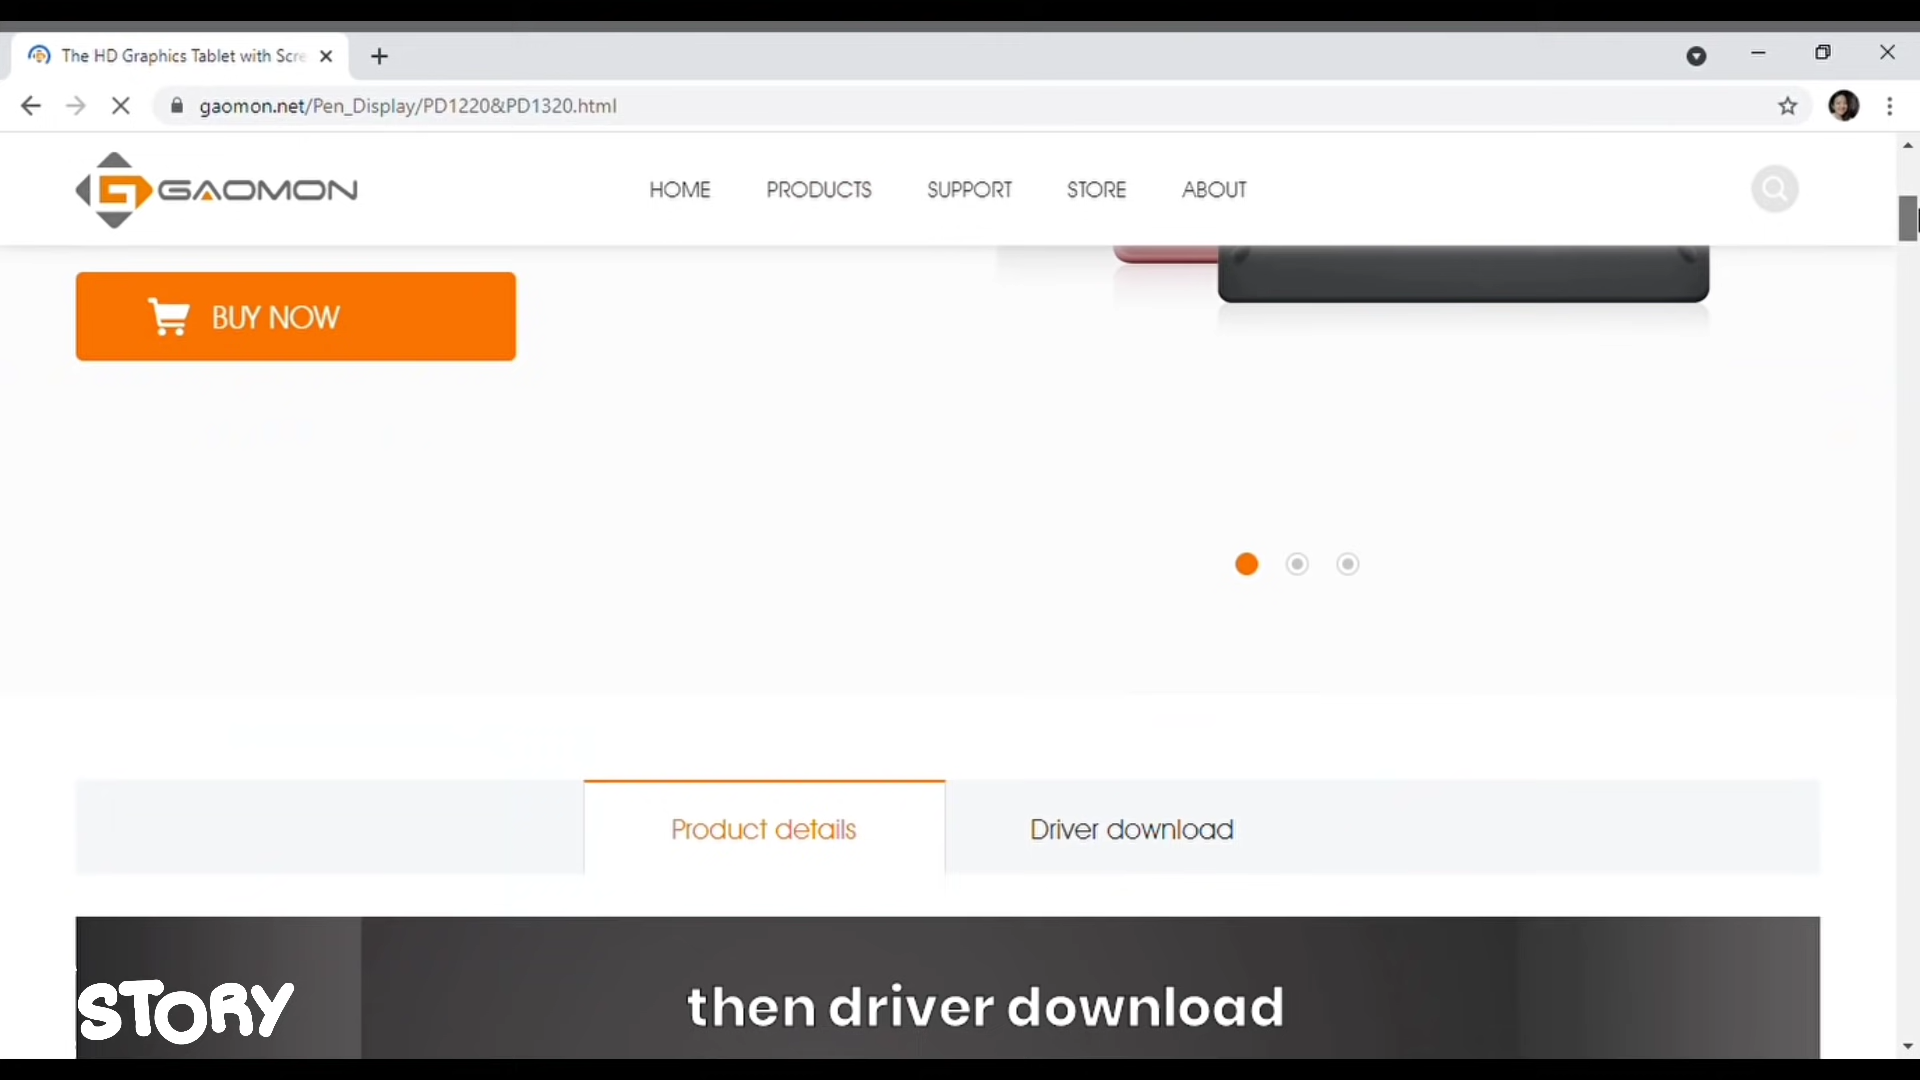 The HD Graphics Tablet with Scre
gaomon.net/Pen_Display/PD1220&PD1320.html
GAOMON
HOME
PRODUCTS
SUPPORT
STORE
ABOUT
BUY NOW
Product details
Driver download
then driver download
STORY